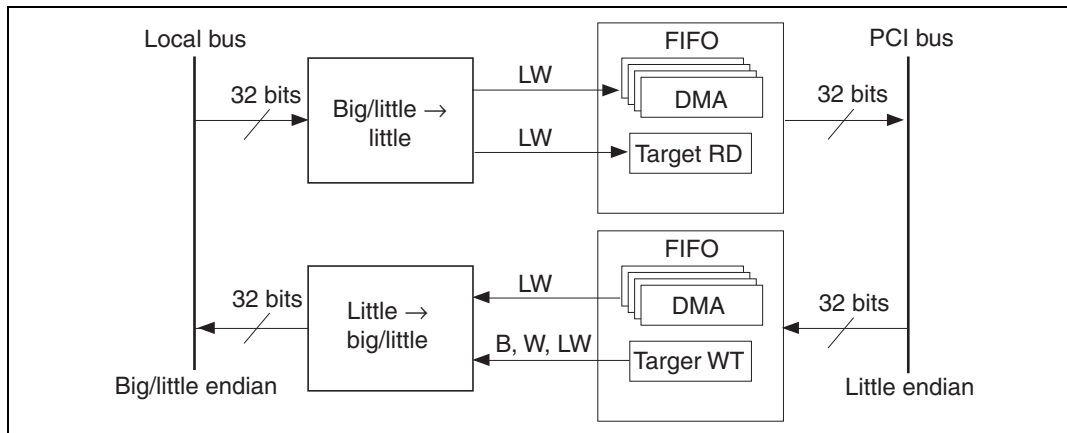 Local bus
FIFO
PCI bus
32 bits
Big/little →
little
LW
LW
DMA
Target RD
32 bits
FIFO
32 bits
Little →
big/little
LW
B, W, LW
DMA
Targer WT
32 bits
Big/little endian
Little endian